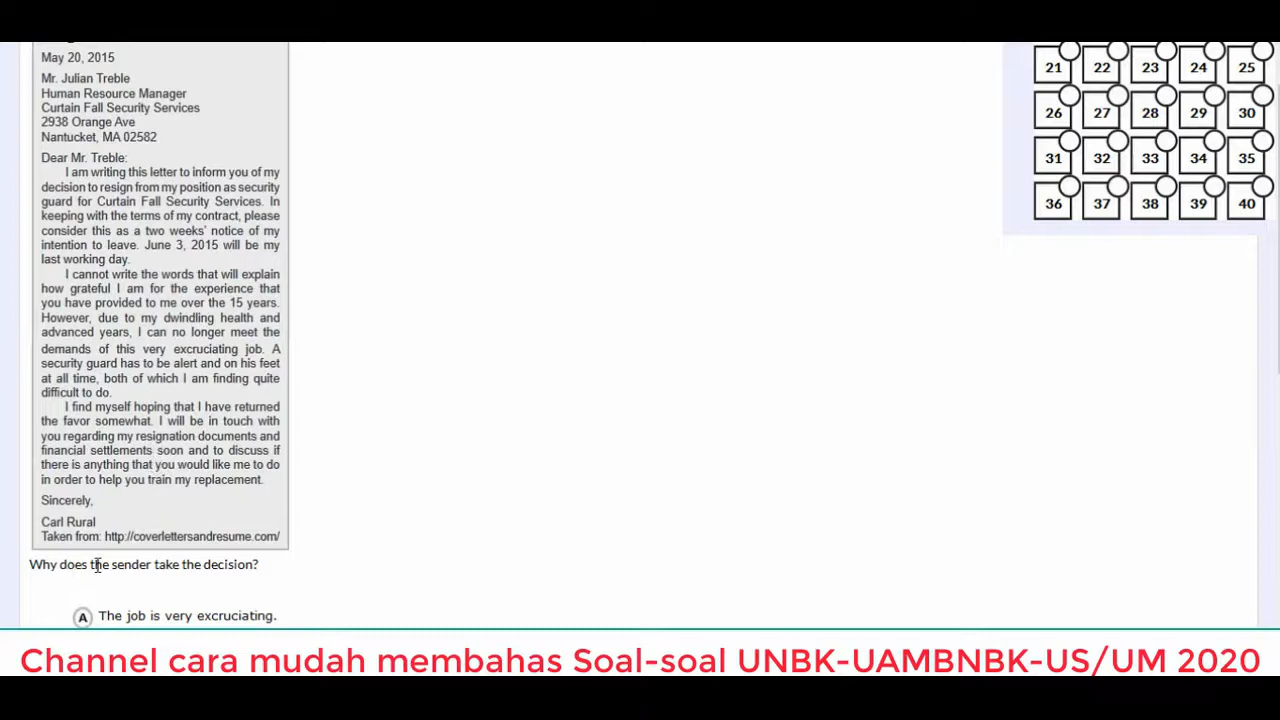 May 20, 2015
Mr. Julian Treble
Human Resource Manager
Curtain Fall Security Services
2938 Orange Ave
Nantucket, MA 02582
Dear Mr. Treble:
I am writing this letter to inform you of my
decision to resign from my position as security
guard for Curtain Fall Security Services. In
keeping with the terms of my contract, please
consider this as a two weeks' notice of my
intention to leave. June 3, 2015 will be my
last working day.
I cannot write the words that will explain
how grateful I am for the experience that
you have provided to me over the 15 years.
However, due to my dwindling health and
advanced years, I can no longer meet the
demands of this very excruciating job. A
security guard has to be alert and on his feet
at all time, both of which I am finding quite
difficult to do.
I find myself hoping that I have returned
the favor somewhat. I will be in touch with
you regarding my resignation documents and
financial settlements soon and to discuss if
there is anything that you would like me to do
in order to help you train my replacement.
Sincerely,
Carl Rural
Taken from: http://coverlettersandresume.com/
Why does the sender take the decision?
A The job is very excruciating.
21 22 23 24 25
26 27 28 29 30
31 32 33 34 35
36 37 38 39 40
Channel cara mudah membahas Soal-soal UNBK-UAMBNBK-US/UM 2020